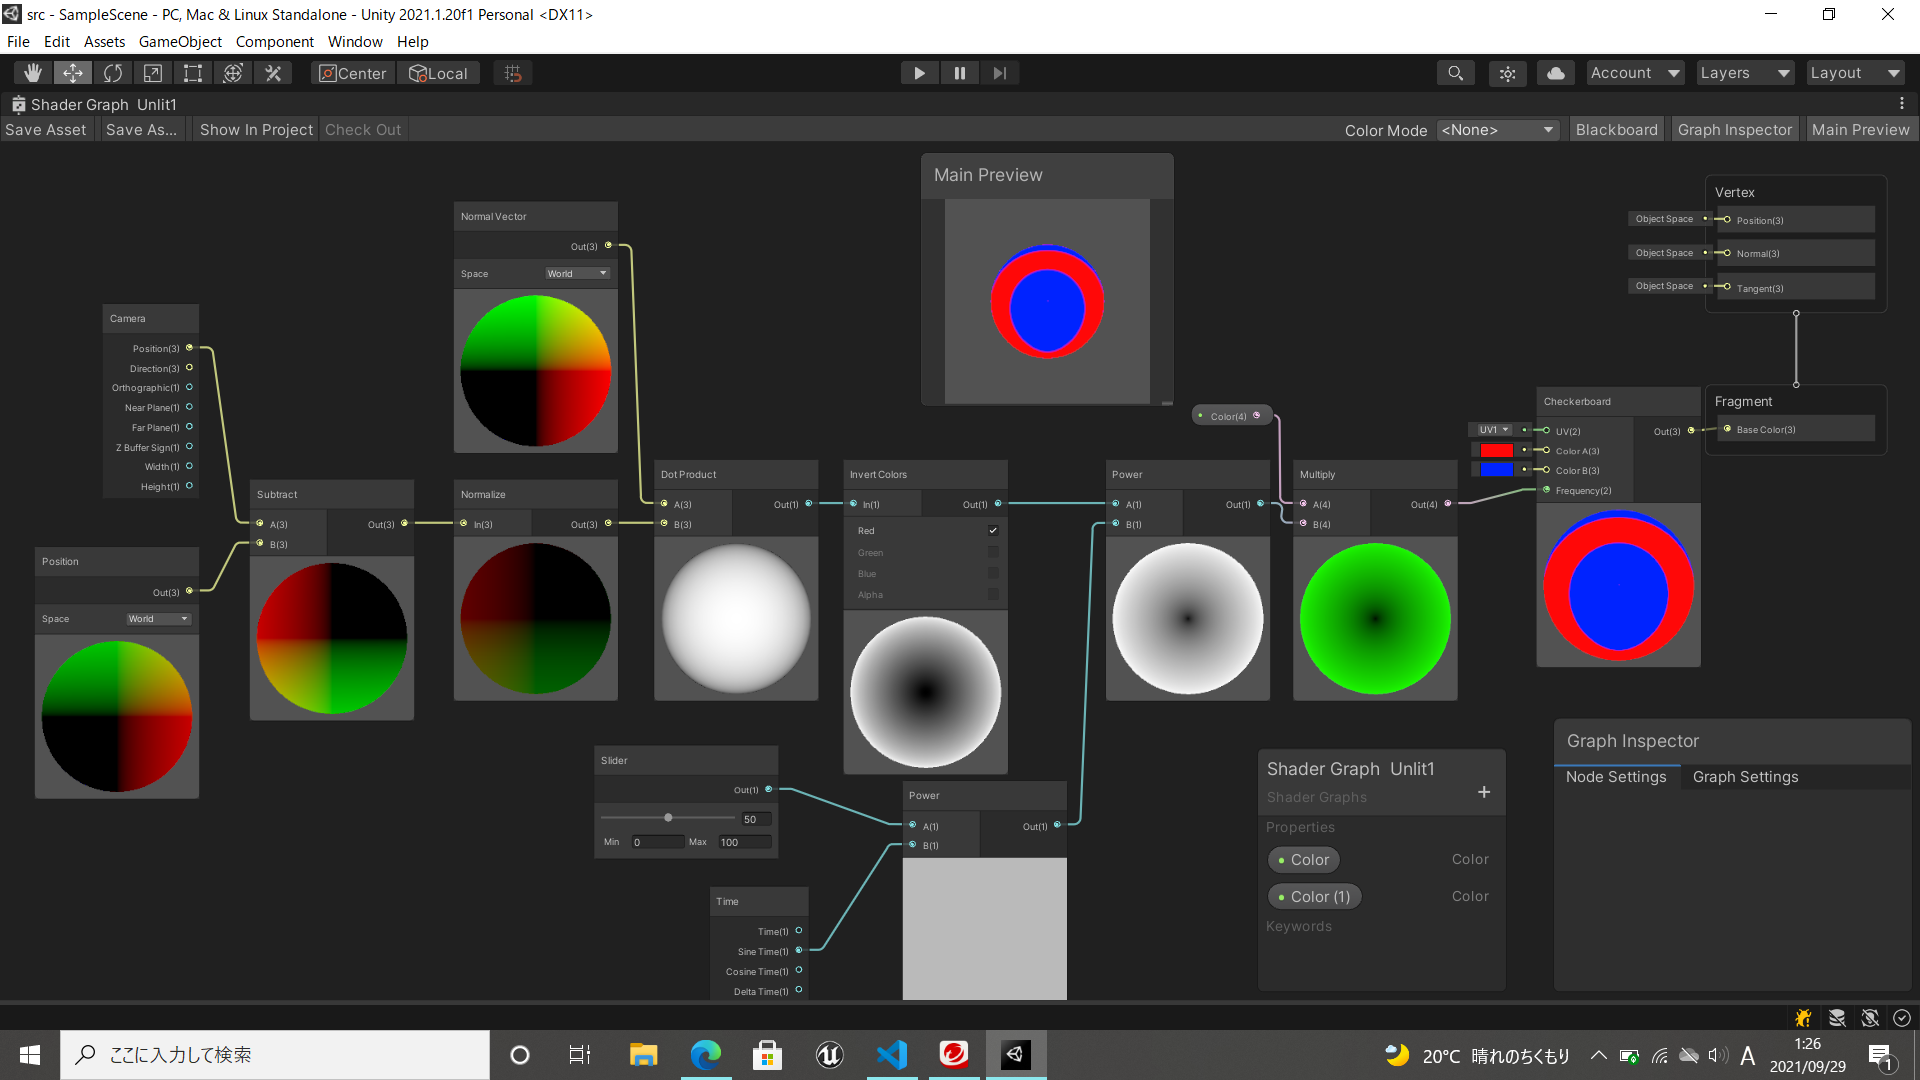 src - SampleScene - PC, Mac & Linux Standalone - Unity 2021.1.20f1 Personal <DX11>
File Edit Assets GameObject Component Window Help
Center Local Account Layers Layout
Shader Graph Unlit1
Save Asset Save As... Show In Project Check Out Color Mode <None> Blackboard Graph Inspector Main Preview
Main Preview
Vertex
Object Space Position(3)
Object Space Normal(3)
Object Space Tangent(3)
Fragment
Base Color(3)
Normal Vector
Out(3)
Space World
Camera
Position(3)
Direction(3)
Orthographic(1)
Near Plane(1)
Far Plane(1)
Z Buffer Sign(1)
Width(1)
Height(1)
Position
Out(3)
Space World
Subtract
A(3) Out(3)
B(3)
Normalize
In(3) Out(3)
Dot Product
A(3) Out(1)
B(3)
Invert Colors
In(1) Out(1)
Red
Green
Blue
Alpha
Color(4)
Power
A(1) Out(1)
B(1)
Multiply
A(4) Out(4)
B(4)
Checkerboard
UV1 UV(2) Out(3)
Color A(3)
Color B(3)
Frequency(2)
Slider
Out(1)
50
Min 0 Max 100
Power
A(1) Out(1)
B(1)
Time
Time(1)
Sine Time(1)
Cosine Time(1)
Delta Time(1)
Shader Graph Unlit1
Shader Graphs
+
Properties
Color Color
Color (1) Color
Keywords
Graph Inspector
Node Settings Graph Settings
ここに入力して検索
20°C 晴れのちくもり A 1:26
2021/09/29
1